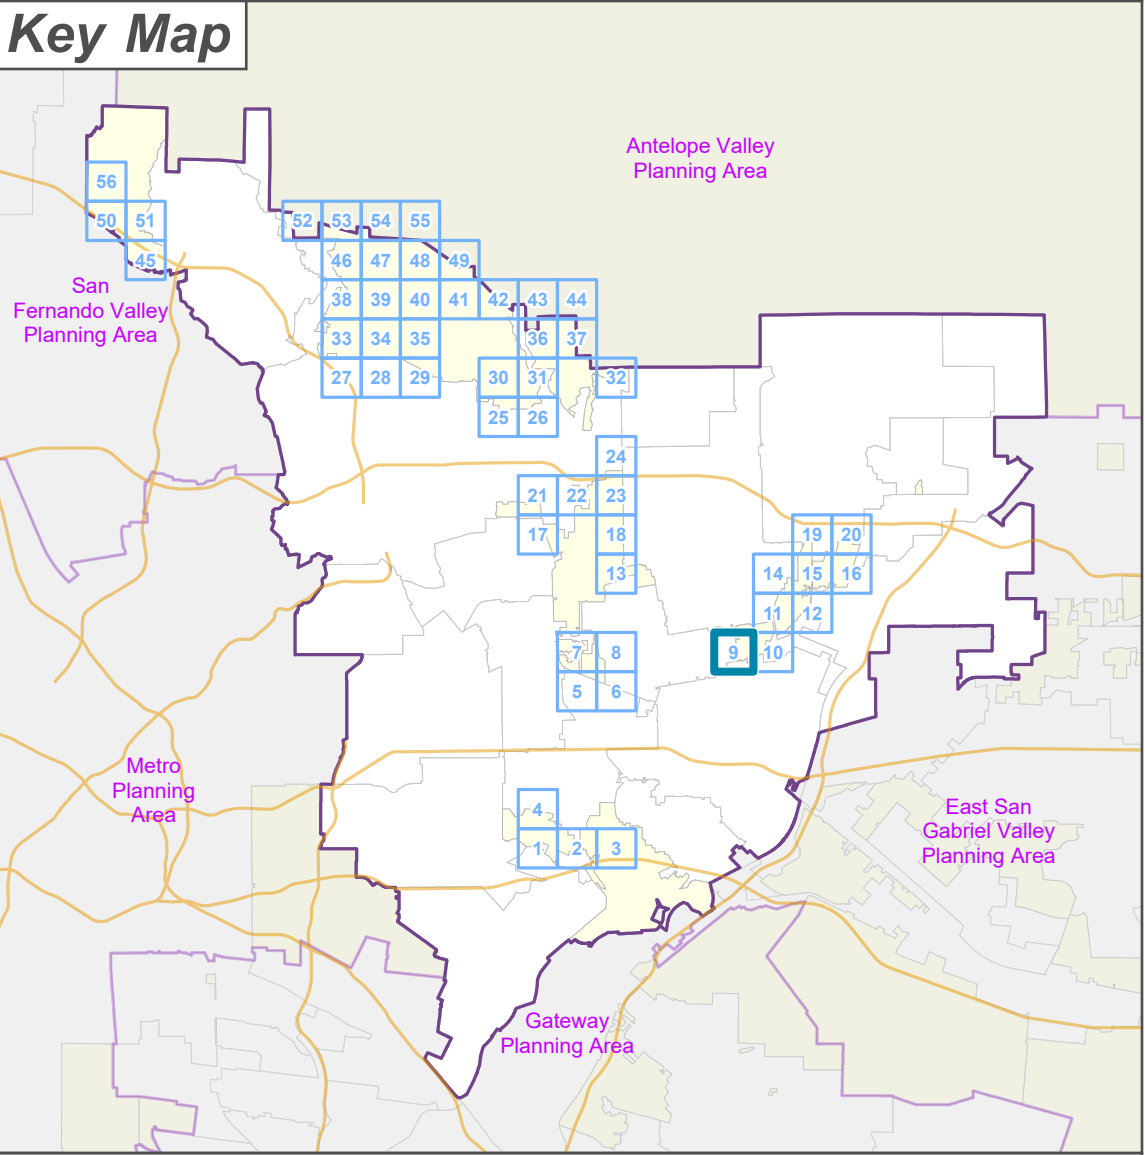 Key Map
Antelope Valley
Planning Area
56
50 51
45
52 53 54 55
46 47 48 49
San
Fernando Valley
Planning Area
38 39 40 41 42 43 44
33 34 35 36 37
27 28 29 30 31 32
25 26
24
21 22 23
17 18 19 20
13 14 15 16
11 12
7 8 9 10
5 6
Metro
Planning
Area
4
1 2 3
East San
Gabriel Valley
Planning Area
Gateway
Planning Area